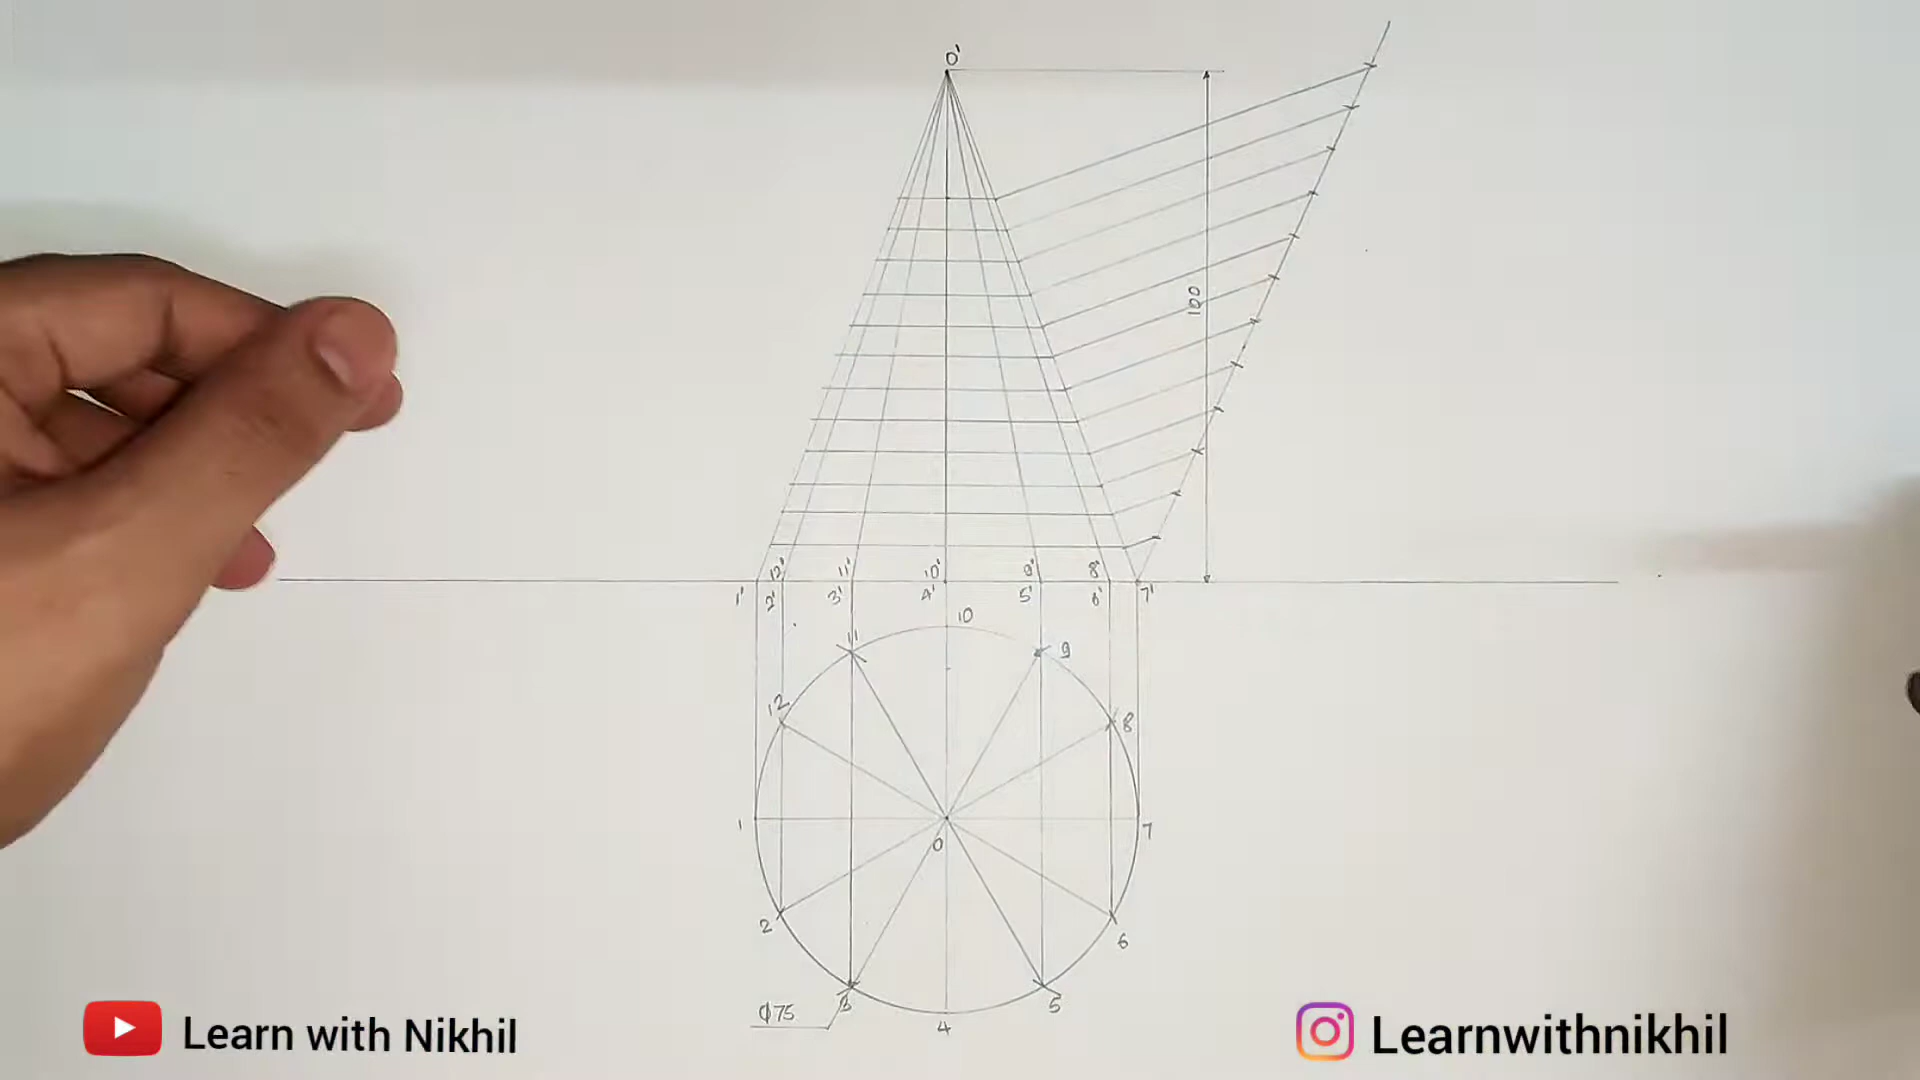 O'
100
12' 11' 10' 9' 8'
1' 2' 3' 4' 5' 6' 7'
10
11 9
12 8
1 7
O
2 6
3 5
φ75
4
Learn with Nikhil
Learnwithnikhil